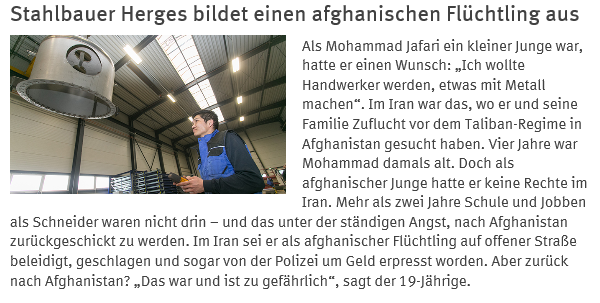 Stahlbauer Herges bildet einen afghanischen Flüchtling aus
Als Mohammad Jafari ein kleiner Junge war,
hatte er einen Wunsch: „Ich wollte
Handwerker werden, etwas mit Metall
machen“. Im Iran war das, wo er und seine
Familie Zuflucht vor dem Taliban-Regime in
Afghanistan gesucht haben. Vier Jahre war
Mohammad damals alt. Doch als
afghanischer Junge hatte er keine Rechte im
Iran. Mehr als zwei Jahre Schule und Jobben
als Schneider waren nicht drin – und das unter der ständigen Angst, nach Afghanistan
zurückgeschickt zu werden. Im Iran sei er als afghanischer Flüchtling auf offener Straße
beleidigt, geschlagen und sogar von der Polizei um Geld erpresst worden. Aber zurück
nach Afghanistan? „Das war und ist zu gefährlich“, sagt der 19-Jährige.